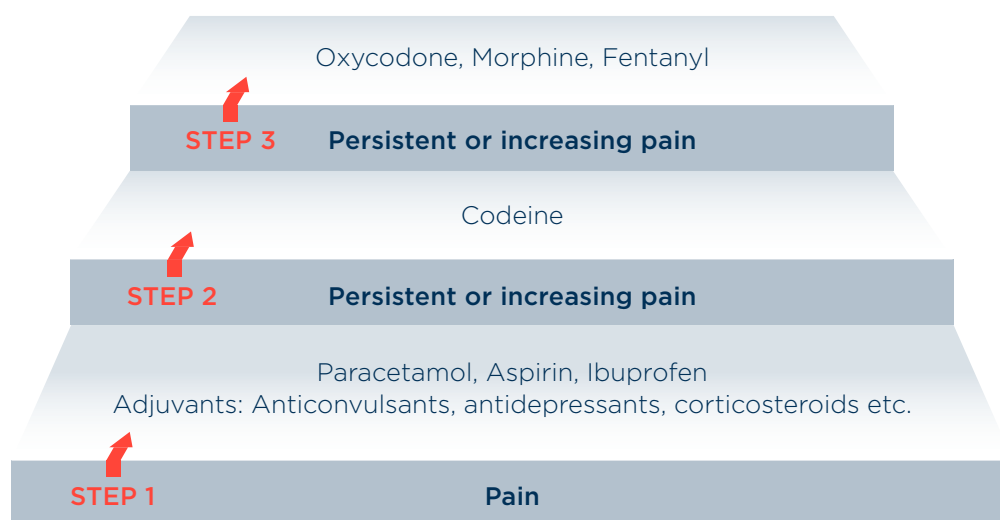 Oxycodone, Morphine, Fentanyl
STEP 3 Persistent or increasing pain
Codeine
STEP 2 Persistent or increasing pain
Paracetamol, Aspirin, Ibuprofen
Adjuvants: Anticonvulsants, antidepressants, corticosteroids etc.
STEP 1 Pain